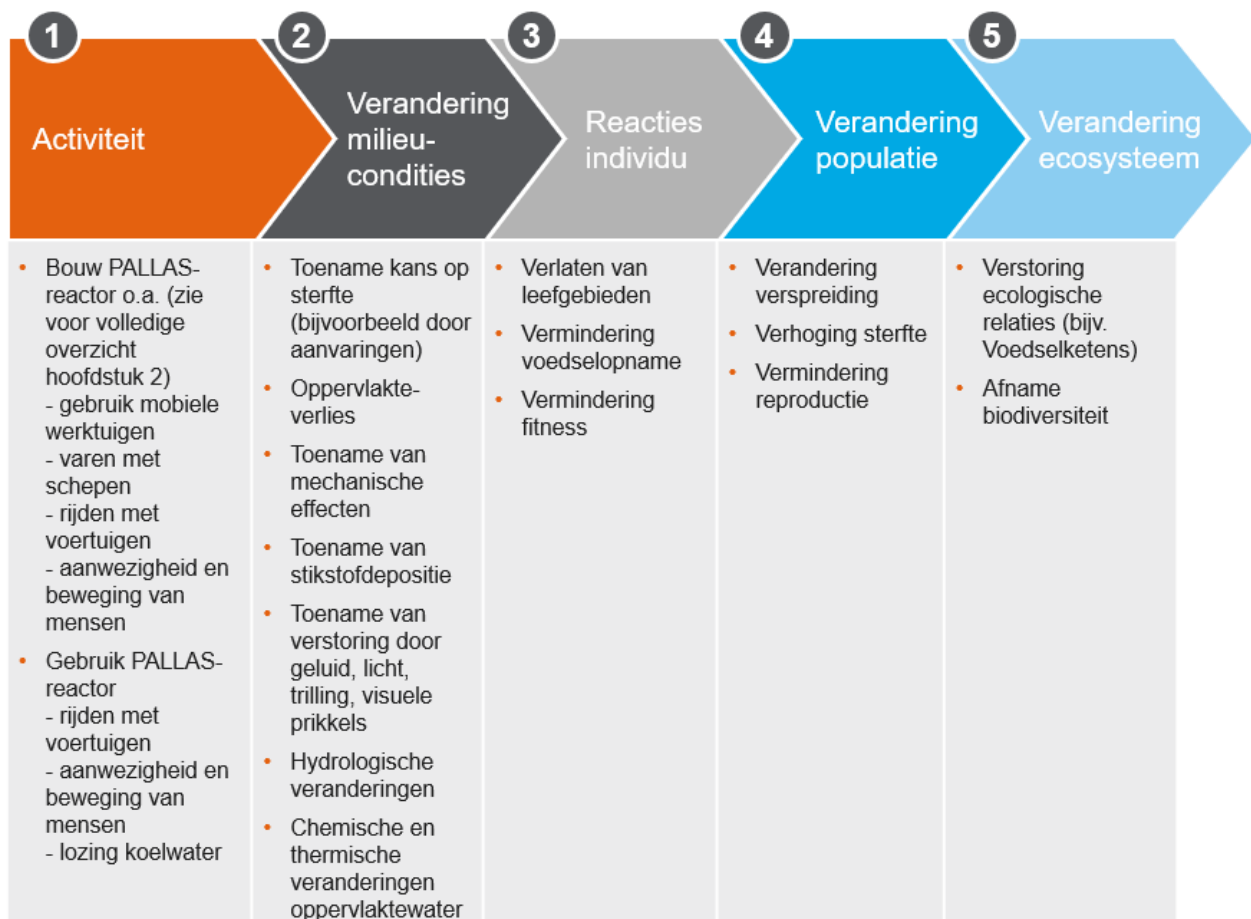 1
Activiteit
2
Verandering
milieu-
condities
3
Reacties
individu
4
Verandering
populatie
5
Verandering
ecosysteem
• Bouw PALLAS-
reactor o.a. (zie
voor volledige
overzicht
hoofdstuk 2)
- gebruik mobiele
werktuigen
- varen met
schepen
- rijden met
voertuigen
- aanwezigheid en
beweging van
mensen
• Gebruik PALLAS-
reactor
- rijden met
voertuigen
- aanwezigheid en
beweging van
mensen
- lozing koelwater
• Toename kans op
sterfte
(bijvoorbeeld door
aanvaringen)
• Oppervlakte-
verlies
• Toename van
mechanische
effecten
• Toename van
stikstofdepositie
• Toename van
verstoring door
geluid, licht,
trilling, visuele
prikkels
• Hydrologische
veranderingen
• Chemische en
thermische
veranderingen
oppervlaktewater
• Verlaten van
leefgebieden
• Vermindering
voedselopname
• Vermindering
fitness
• Verandering
verspreiding
• Verhoging sterfte
• Vermindering
reproductie
• Verstoring
ecologische
relaties (bijv.
Voedselketens)
• Afname
biodiversiteit